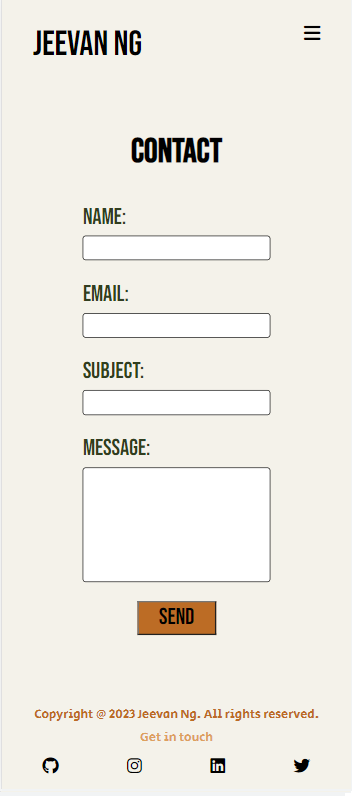 JEEVAN NG
CONTACT
NAME:
EMAIL:
SUBJECT:
MESSAGE:
SEND
Copyright @ 2023 Jeevan Ng. All rights reserved.
Get in touch